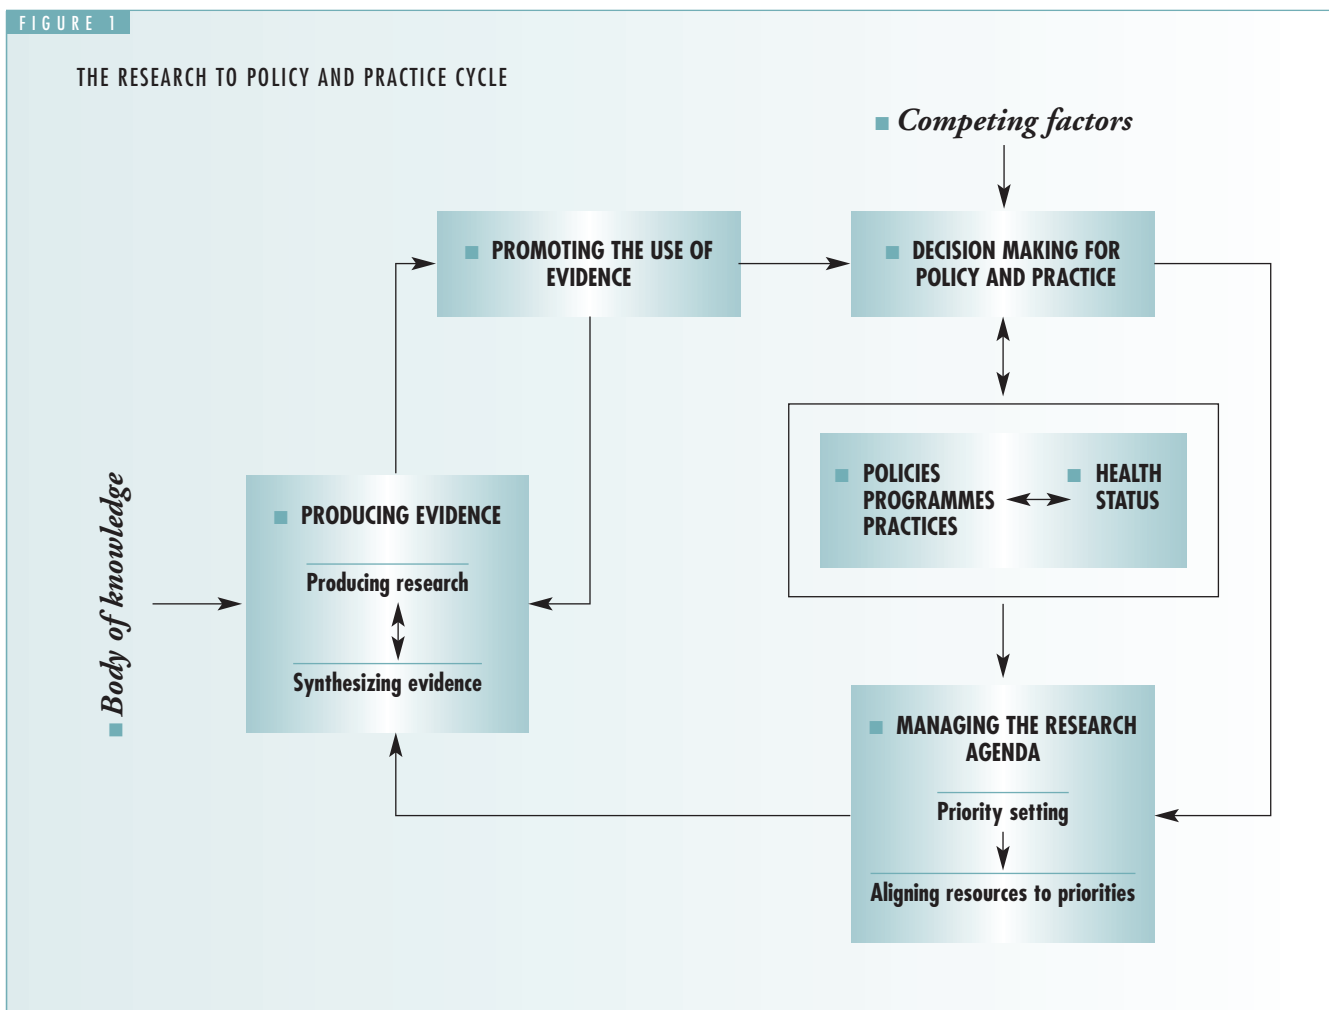 FIGURE 1
THE RESEARCH TO POLICY AND PRACTICE CYCLE
Competing factors
PROMOTING THE USE OF
EVIDENCE
DECISION MAKING FOR
POLICY AND PRACTICE
POLICIES
PROGRAMMES
PRACTICES
HEALTH
STATUS
Body of knowledge
PRODUCING EVIDENCE
Producing research
Synthesizing evidence
MANAGING THE RESEARCH
AGENDA
Priority setting
Aligning resources to priorities